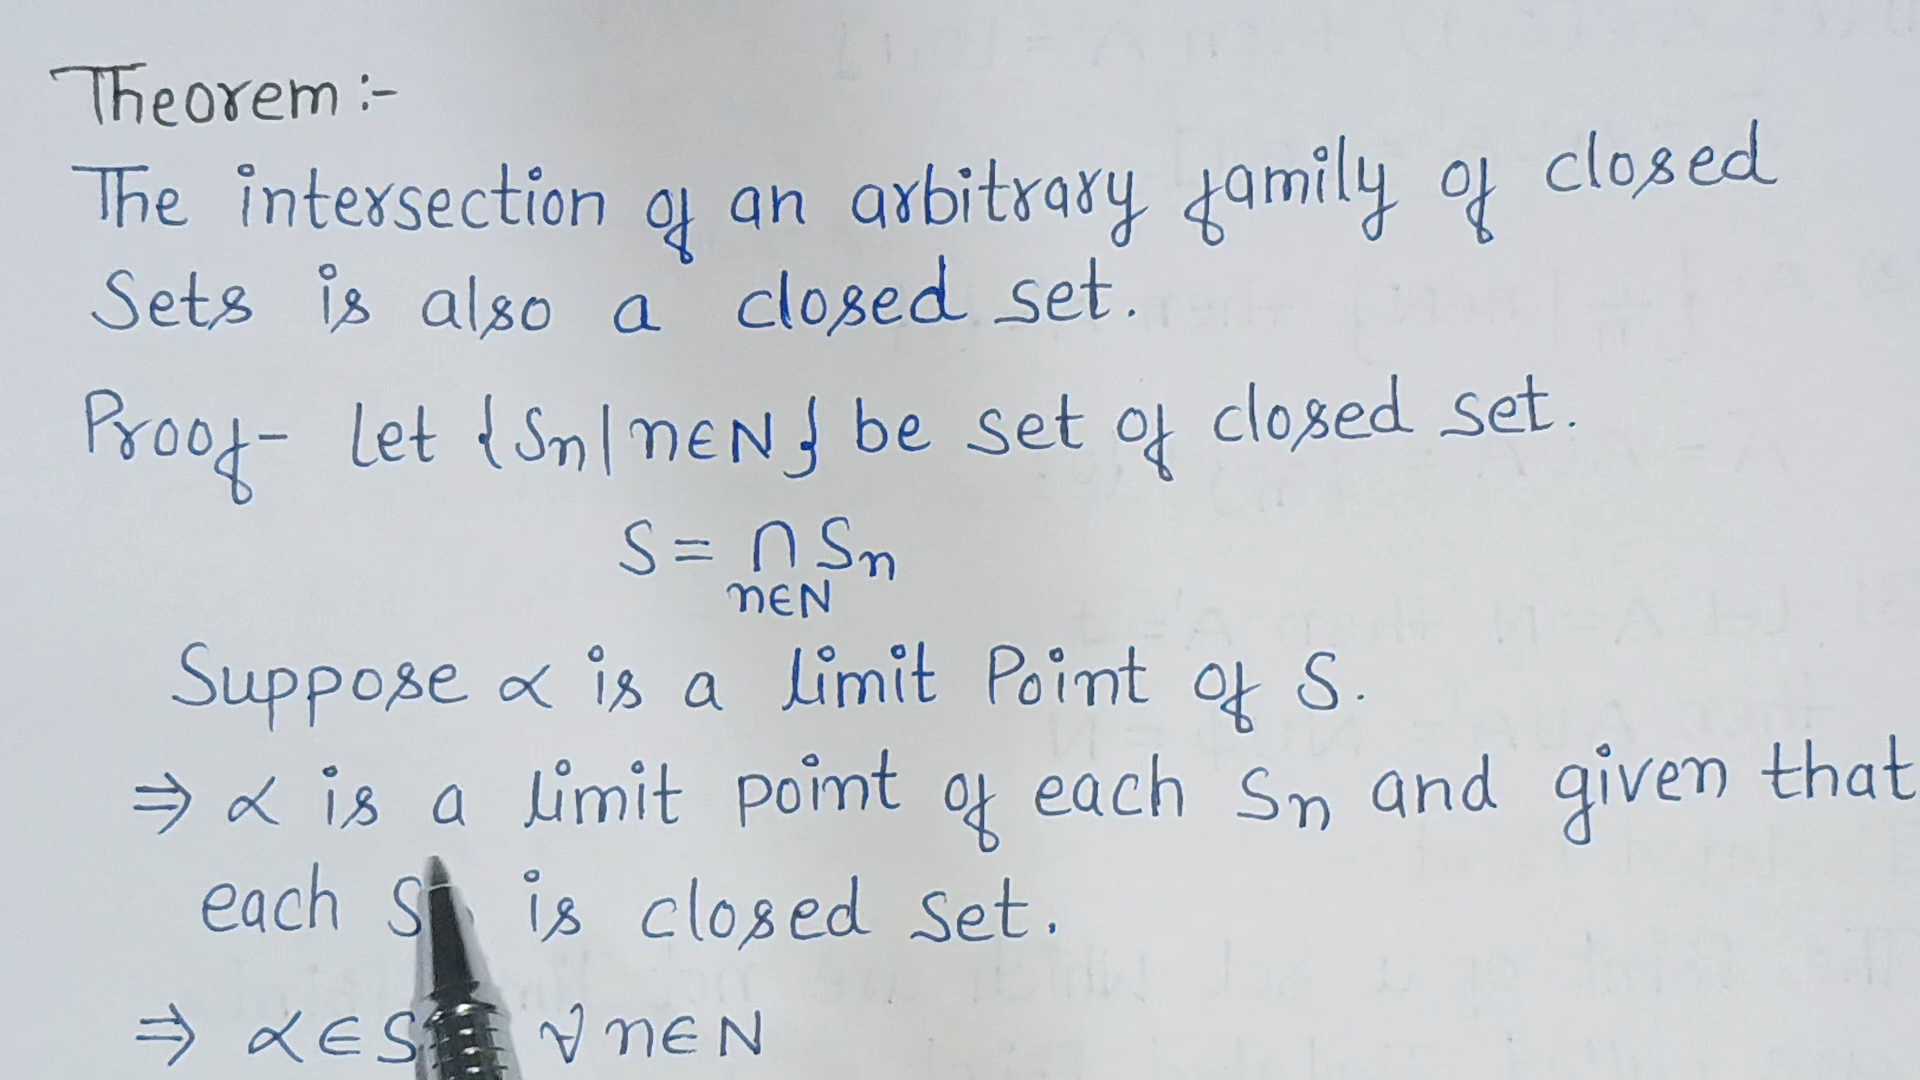 Theorem :-
The intersection of an arbitrary family of closed
Sets is also a closed set.
Proof- Let {Sn|n∈N} be set of closed set.
S = ∩ Sn
n∈N
Suppose α is a limit Point of S.
⇒ α is a limit point of each Sn and given that
each S is closed set.
⇒ α∈S ∀ n∈N